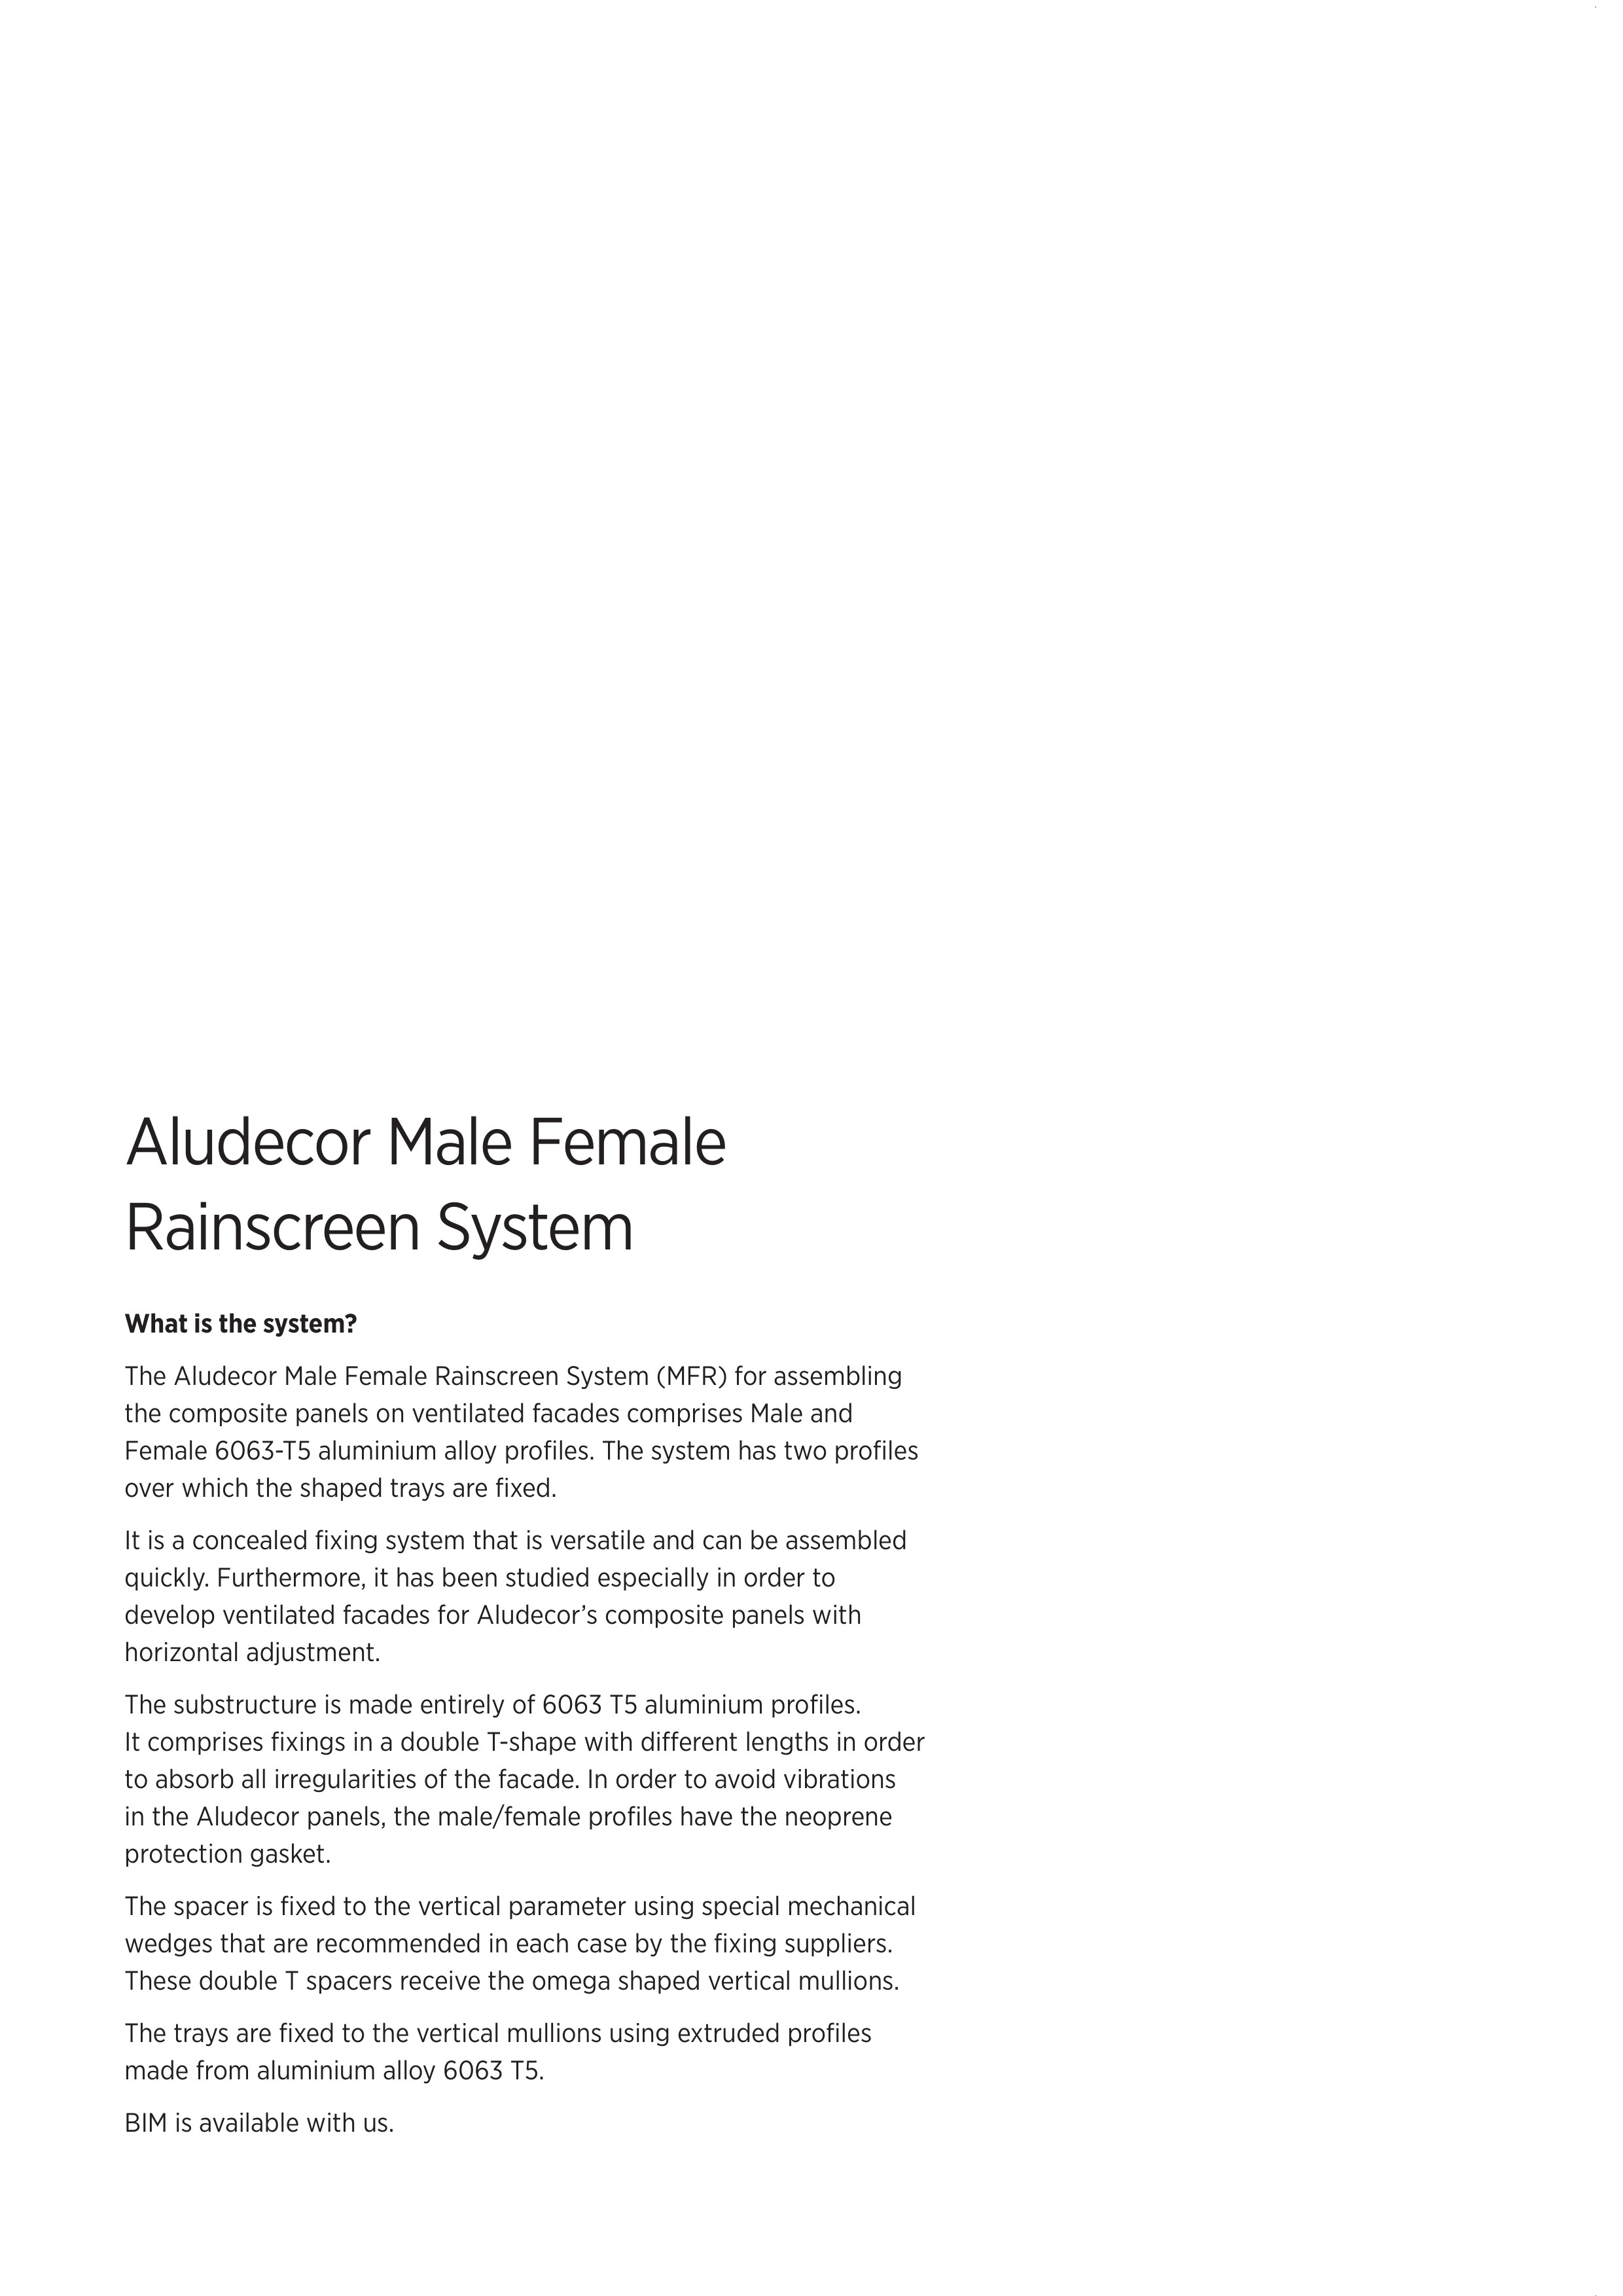 Aludecor Male Female
Rainscreen System
What is the system?
The Aludecor Male Female Rainscreen System (MFR) for assembling
the composite panels on ventilated facades comprises Male and
Female 6063-T5 aluminium alloy profiles. The system has two profiles
over which the shaped trays are fixed.
It is a concealed fixing system that is versatile and can be assembled
quickly. Furthermore, it has been studied especially in order to
develop ventilated facades for Aludecor’s composite panels with
horizontal adjustment.
The substructure is made entirely of 6063 T5 aluminium profiles.
It comprises fixings in a double T-shape with different lengths in order
to absorb all irregularities of the facade. In order to avoid vibrations
in the Aludecor panels, the male/female profiles have the neoprene
protection gasket.
The spacer is fixed to the vertical parameter using special mechanical
wedges that are recommended in each case by the fixing suppliers.
These double T spacers receive the omega shaped vertical mullions.
The trays are fixed to the vertical mullions using extruded profiles
made from aluminium alloy 6063 T5.
BIM is available with us.